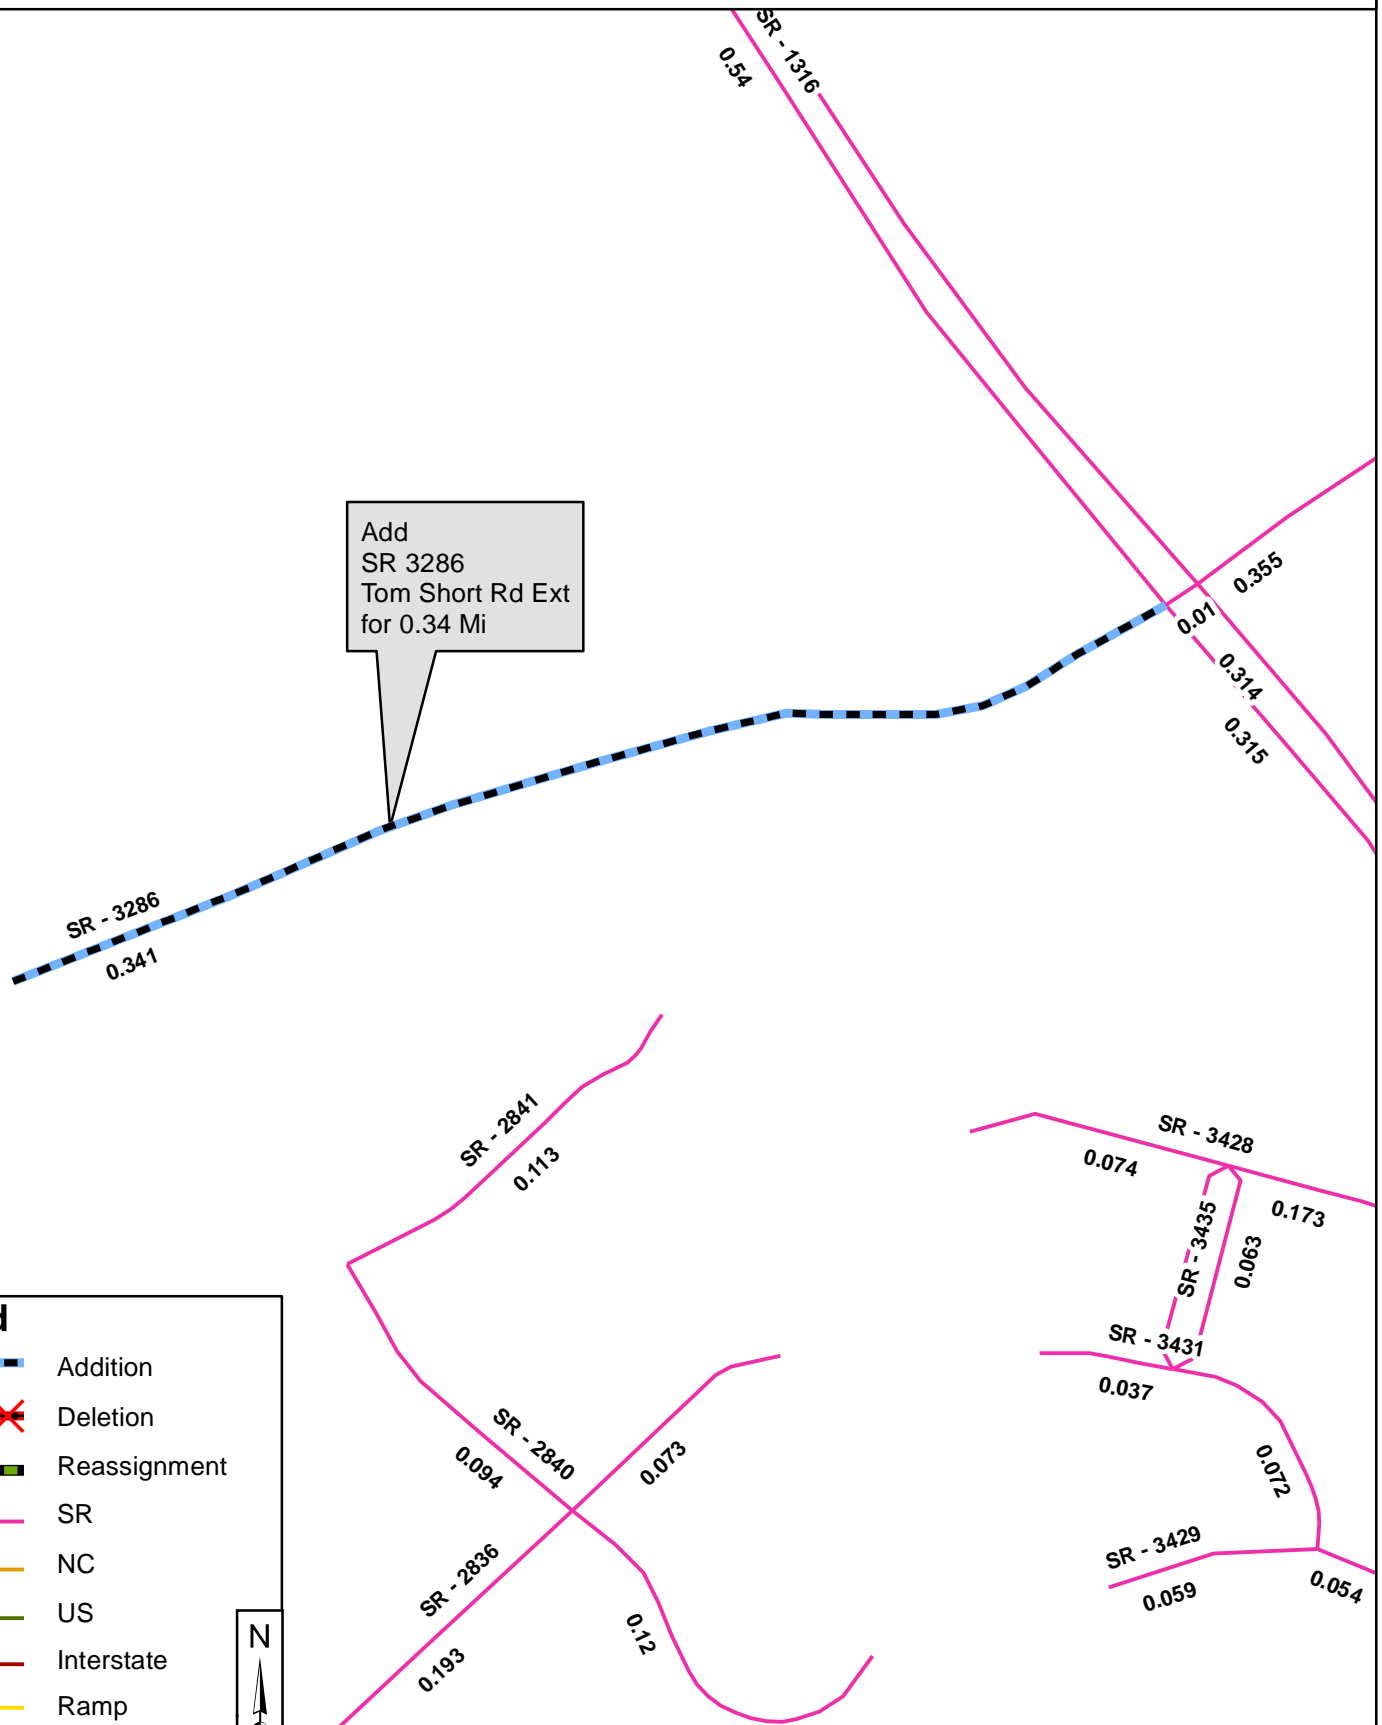 SR - 1316
0.54
0.355
0.01
0.314
0.315
Add
SR 3286
Tom Short Rd Ext
for 0.34 Mi
SR - 3286
0.341
SR - 2841
0.113
SR - 3428
0.074
0.173
SR - 3435
0.063
SR - 3431
0.037
0.072
SR - 2840
0.094
0.073
SR - 3429
0.059
0.054
SR - 2836
0.193
0.12
d
Addition
Deletion
Reassignment
SR
NC
US
Interstate
Ramp
N